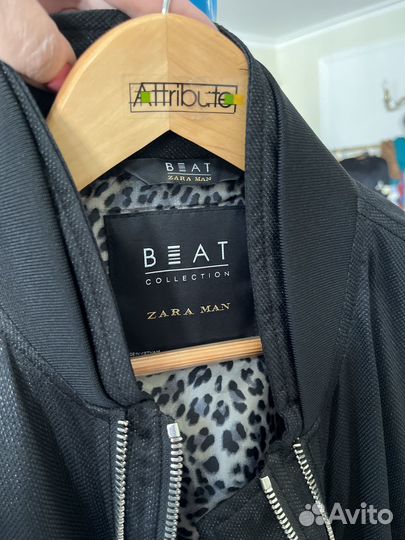 Attribute
BEAT
ZARA MAN
BEAT
COLLECTION
ZARA MAN
Avito